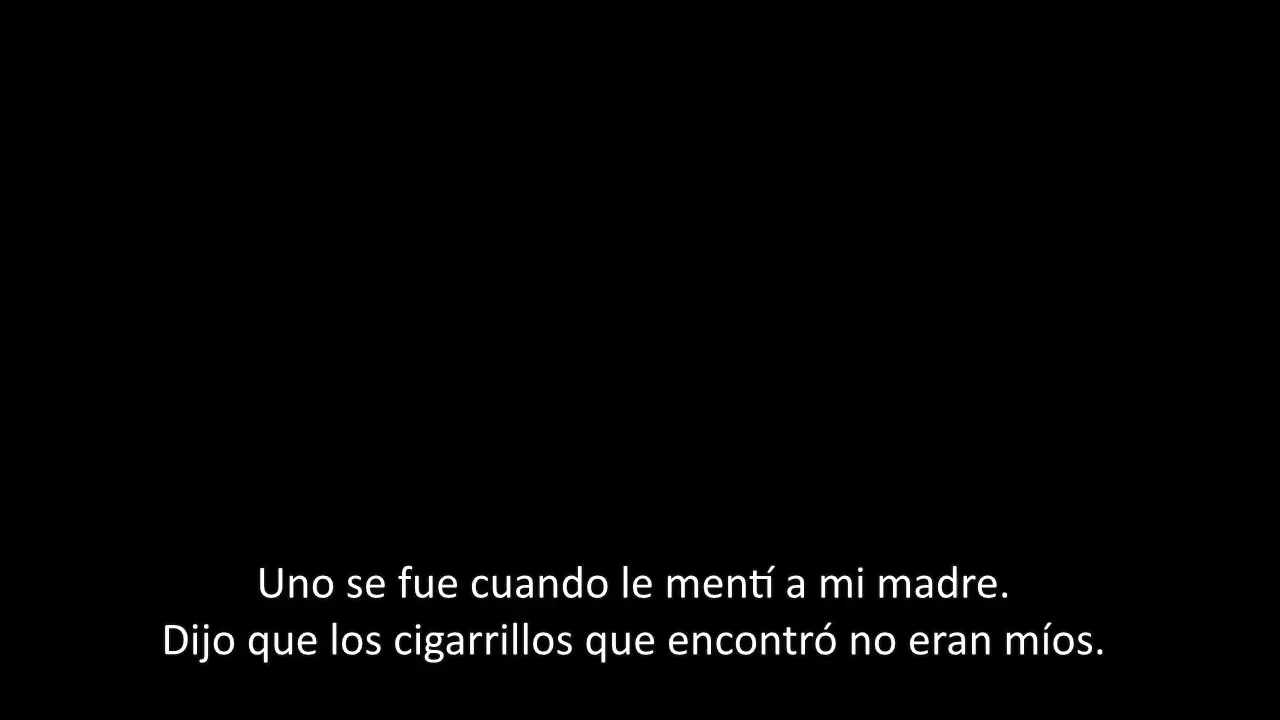 Uno se fue cuando le mentí a mi madre.
Dijo que los cigarrillos que encontró no eran míos.